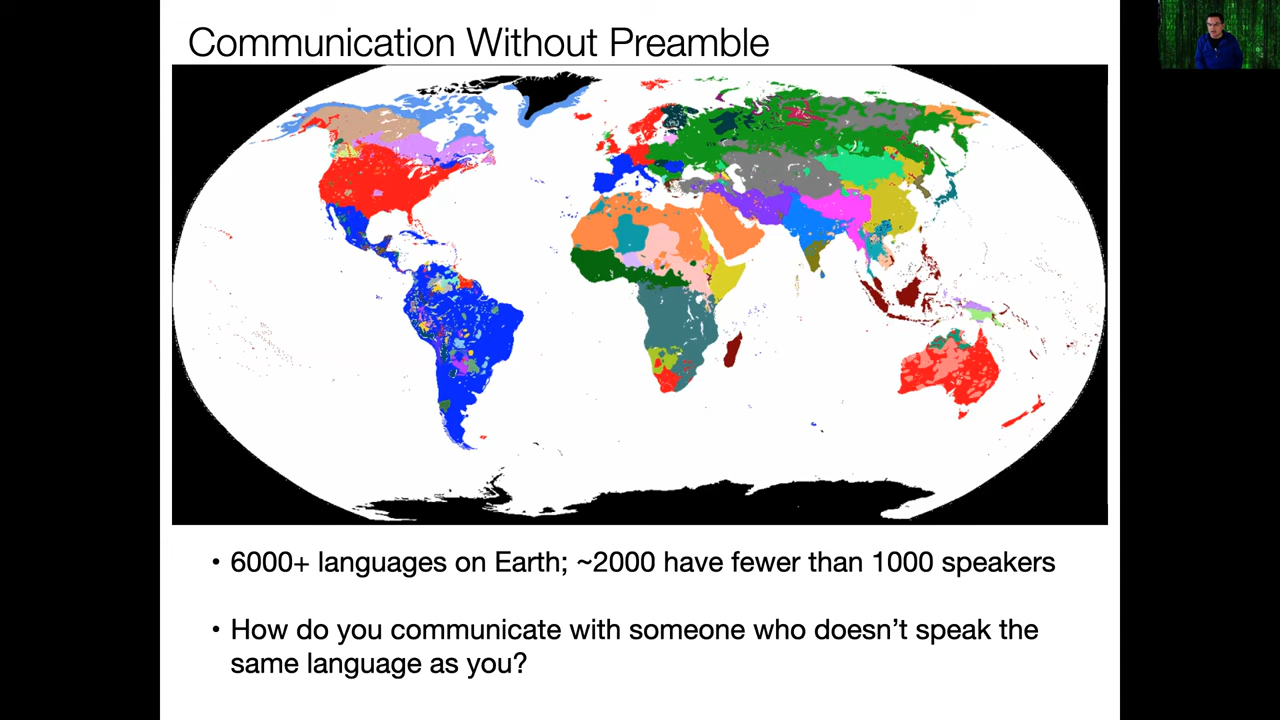 Communication Without Preamble
• 6000+ languages on Earth; ~2000 have fewer than 1000 speakers
• How do you communicate with someone who doesn’t speak the
same language as you?